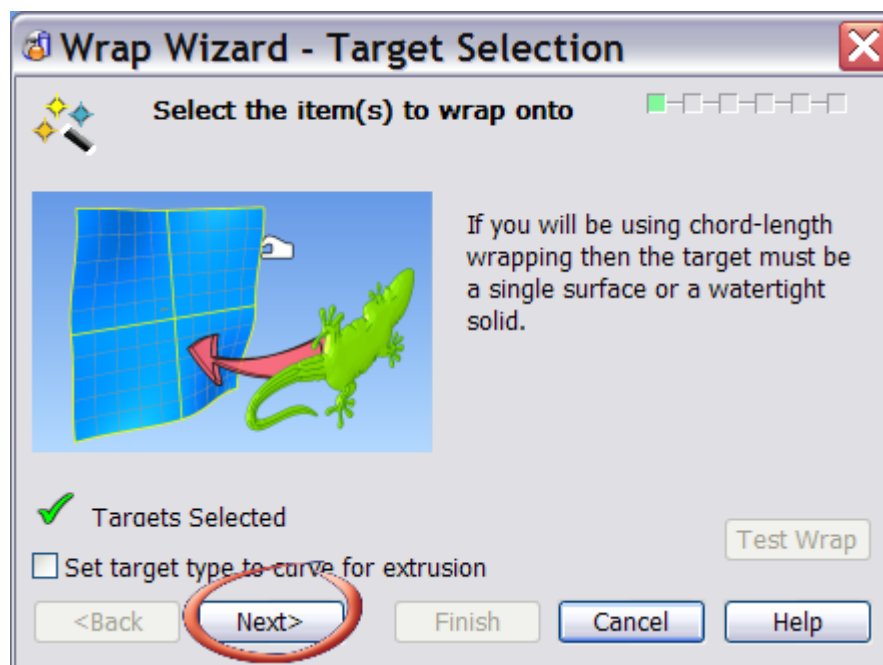 Wrap Wizard - Target Selection
Select the item(s) to wrap onto
If you will be using chord-length
wrapping then the target must be
a single surface or a watertight
solid.
Targets Selected
Test Wrap
Set target type to curve for extrusion
<Back Next> Finish Cancel Help